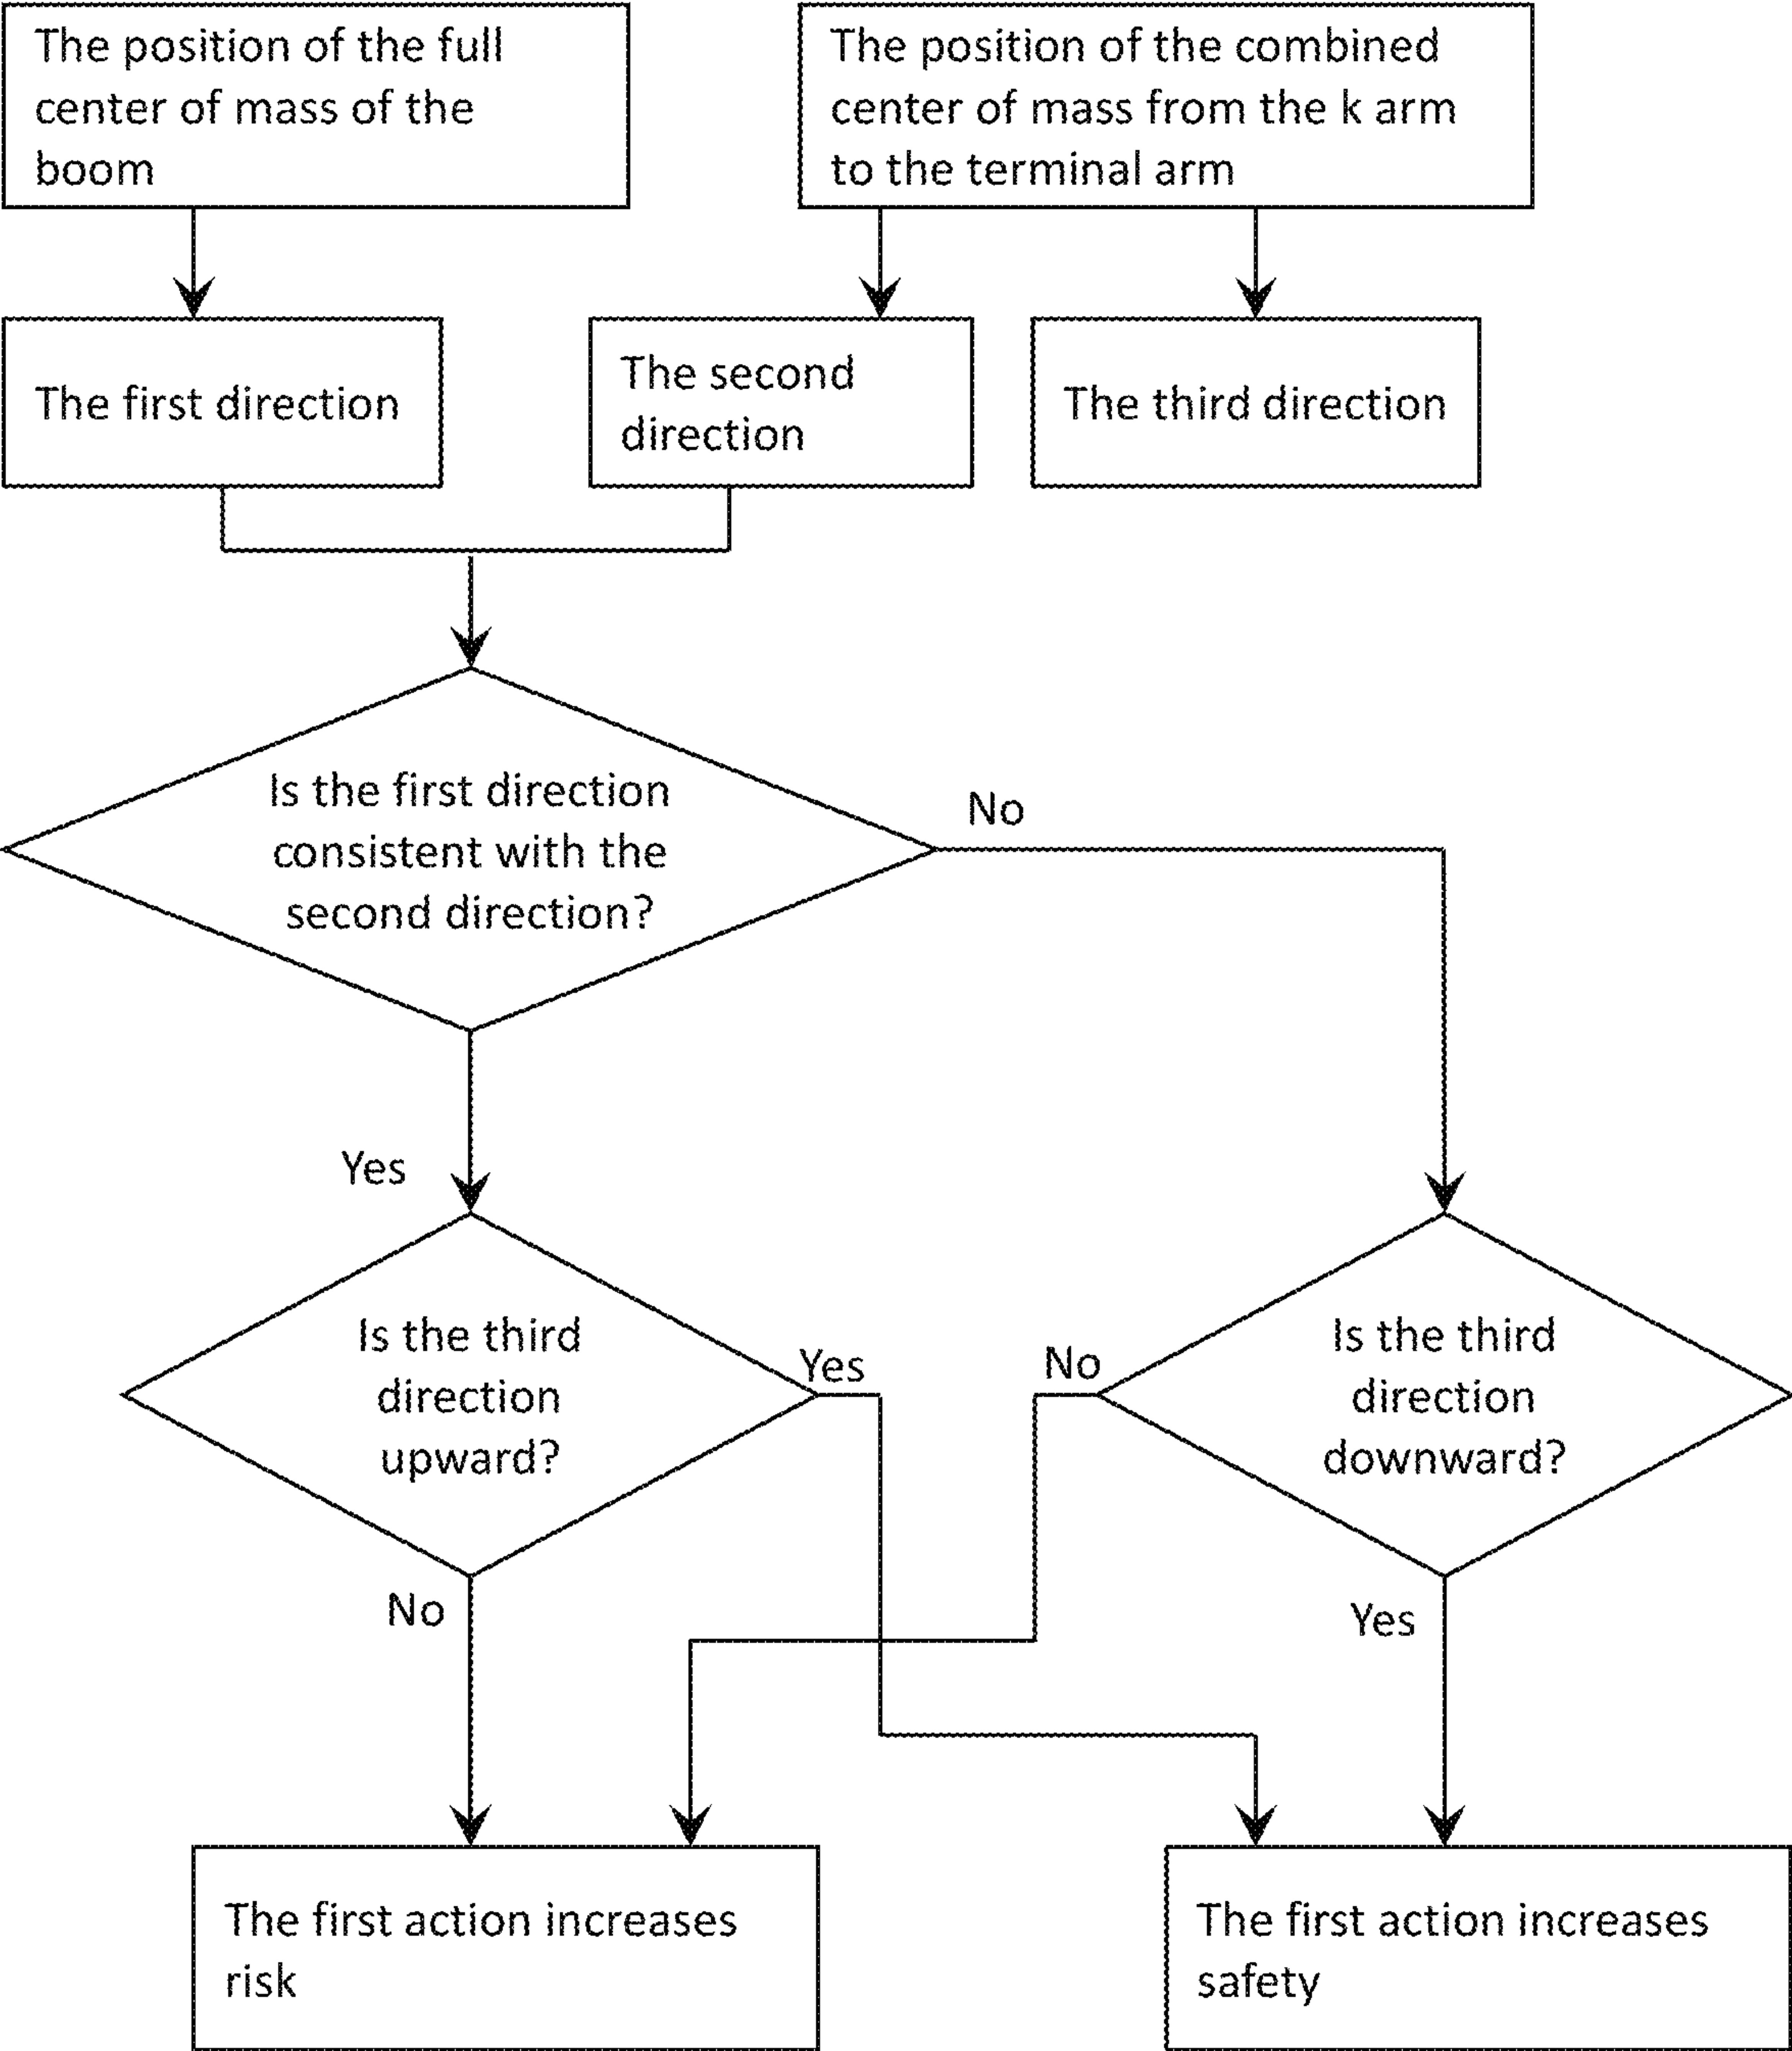 The position of the full
center of mass of the
boom
The position of the combined
center of mass from the k arm
to the terminal arm
The first direction
The second
direction
The third direction
Is the first direction
consistent with the
second direction?
No
Yes
Is the third
direction
upward?
Yes
No
Is the third
direction
downward?
No
Yes
The first action increases
risk
The first action increases
safety